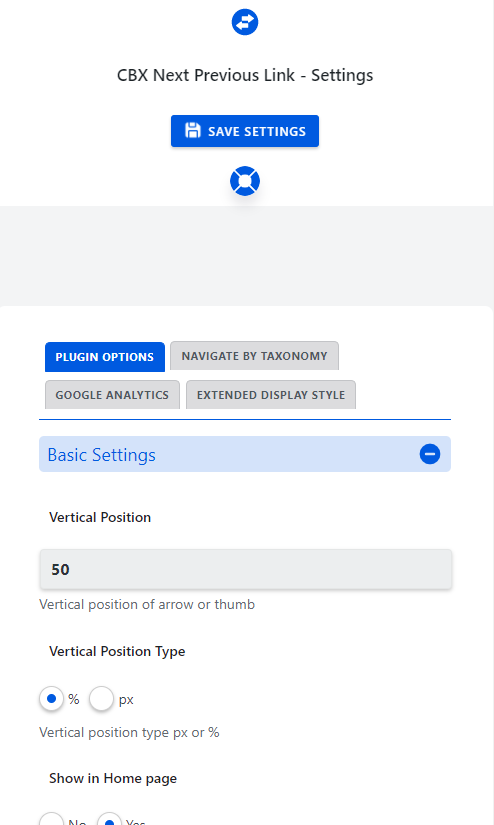 CBX Next Previous Link - Settings
SAVE SETTINGS
PLUGIN OPTIONS
NAVIGATE BY TAXONOMY
GOOGLE ANALYTICS
EXTENDED DISPLAY STYLE
Basic Settings
Vertical Position
50
Vertical position of arrow or thumb
Vertical Position Type
% px
Vertical position type px or %
Show in Home page
No Yes